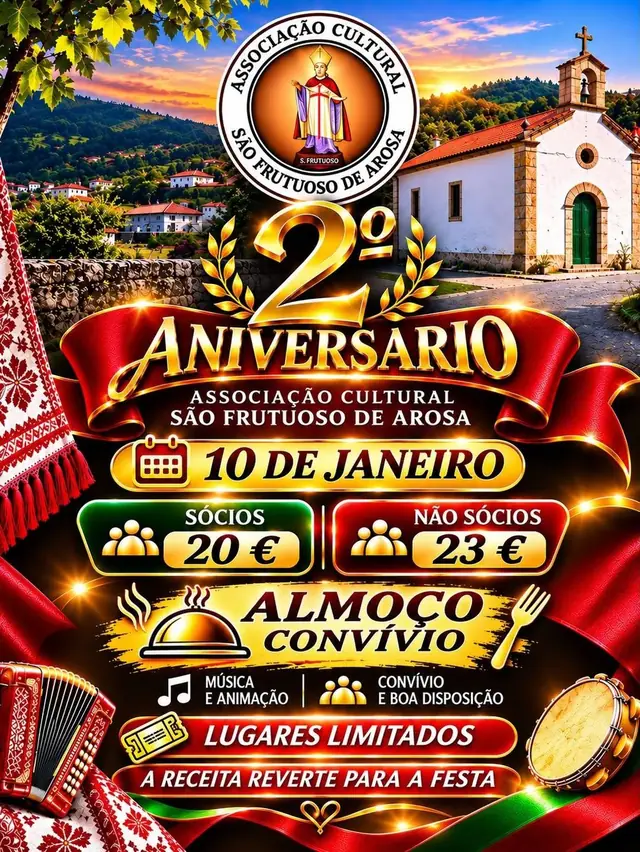 ASSOCIAÇÃO CULTURAL
SÃO FRUTUOSO DE AROSA
S. FRUTUOSO
2º
ANIVERSÁRIO
ASSOCIAÇÃO CULTURAL
SÃO FRUTUOSO DE AROSA
10 DE JANEIRO
SÓCIOS
20 €
NÃO SÓCIOS
23 €
ALMOÇO
CONVÍVIO
MÚSICA
E ANIMAÇÃO
CONVÍVIO
E BOA DISPOSIÇÃO
LUGARES LIMITADOS
A RECEITA REVERTE PARA A FESTA